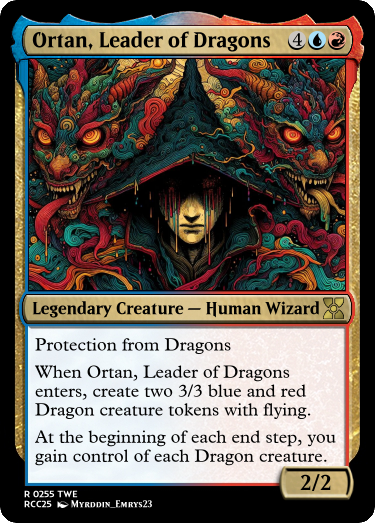 Ortan, Leader of Dragons 4
Legendary Creature — Human Wizard
Protection from Dragons
When Ortan, Leader of Dragons
enters, create two 3/3 blue and red
Dragon creature tokens with flying.
At the beginning of each end step, you
gain control of each Dragon creature.
2/2
R 0255 TWE
RCC25 Myrddin_Emrys23